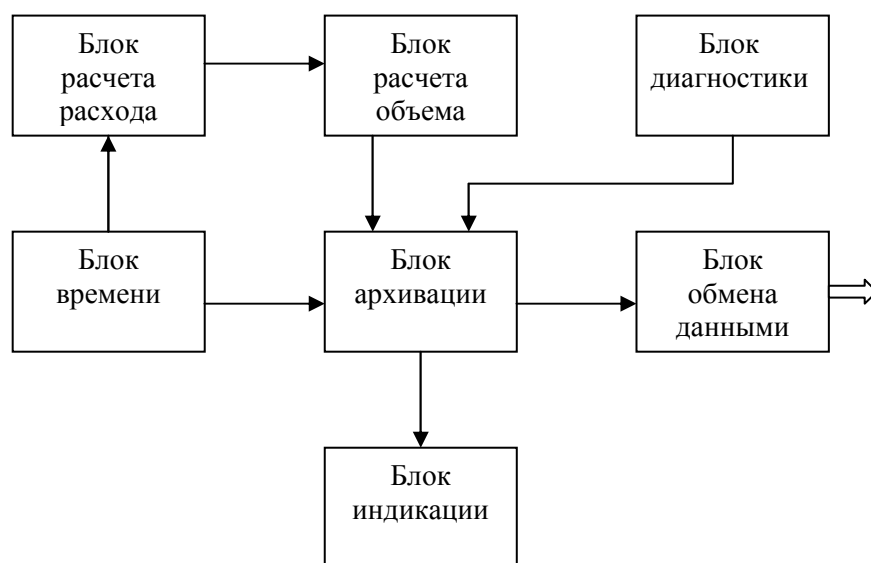 Блок
расчета
расхода
Блок
расчета
объема
Блок
диагностики
Блок
времени
Блок
архивации
Блок
обмена
данными
Блок
индикации